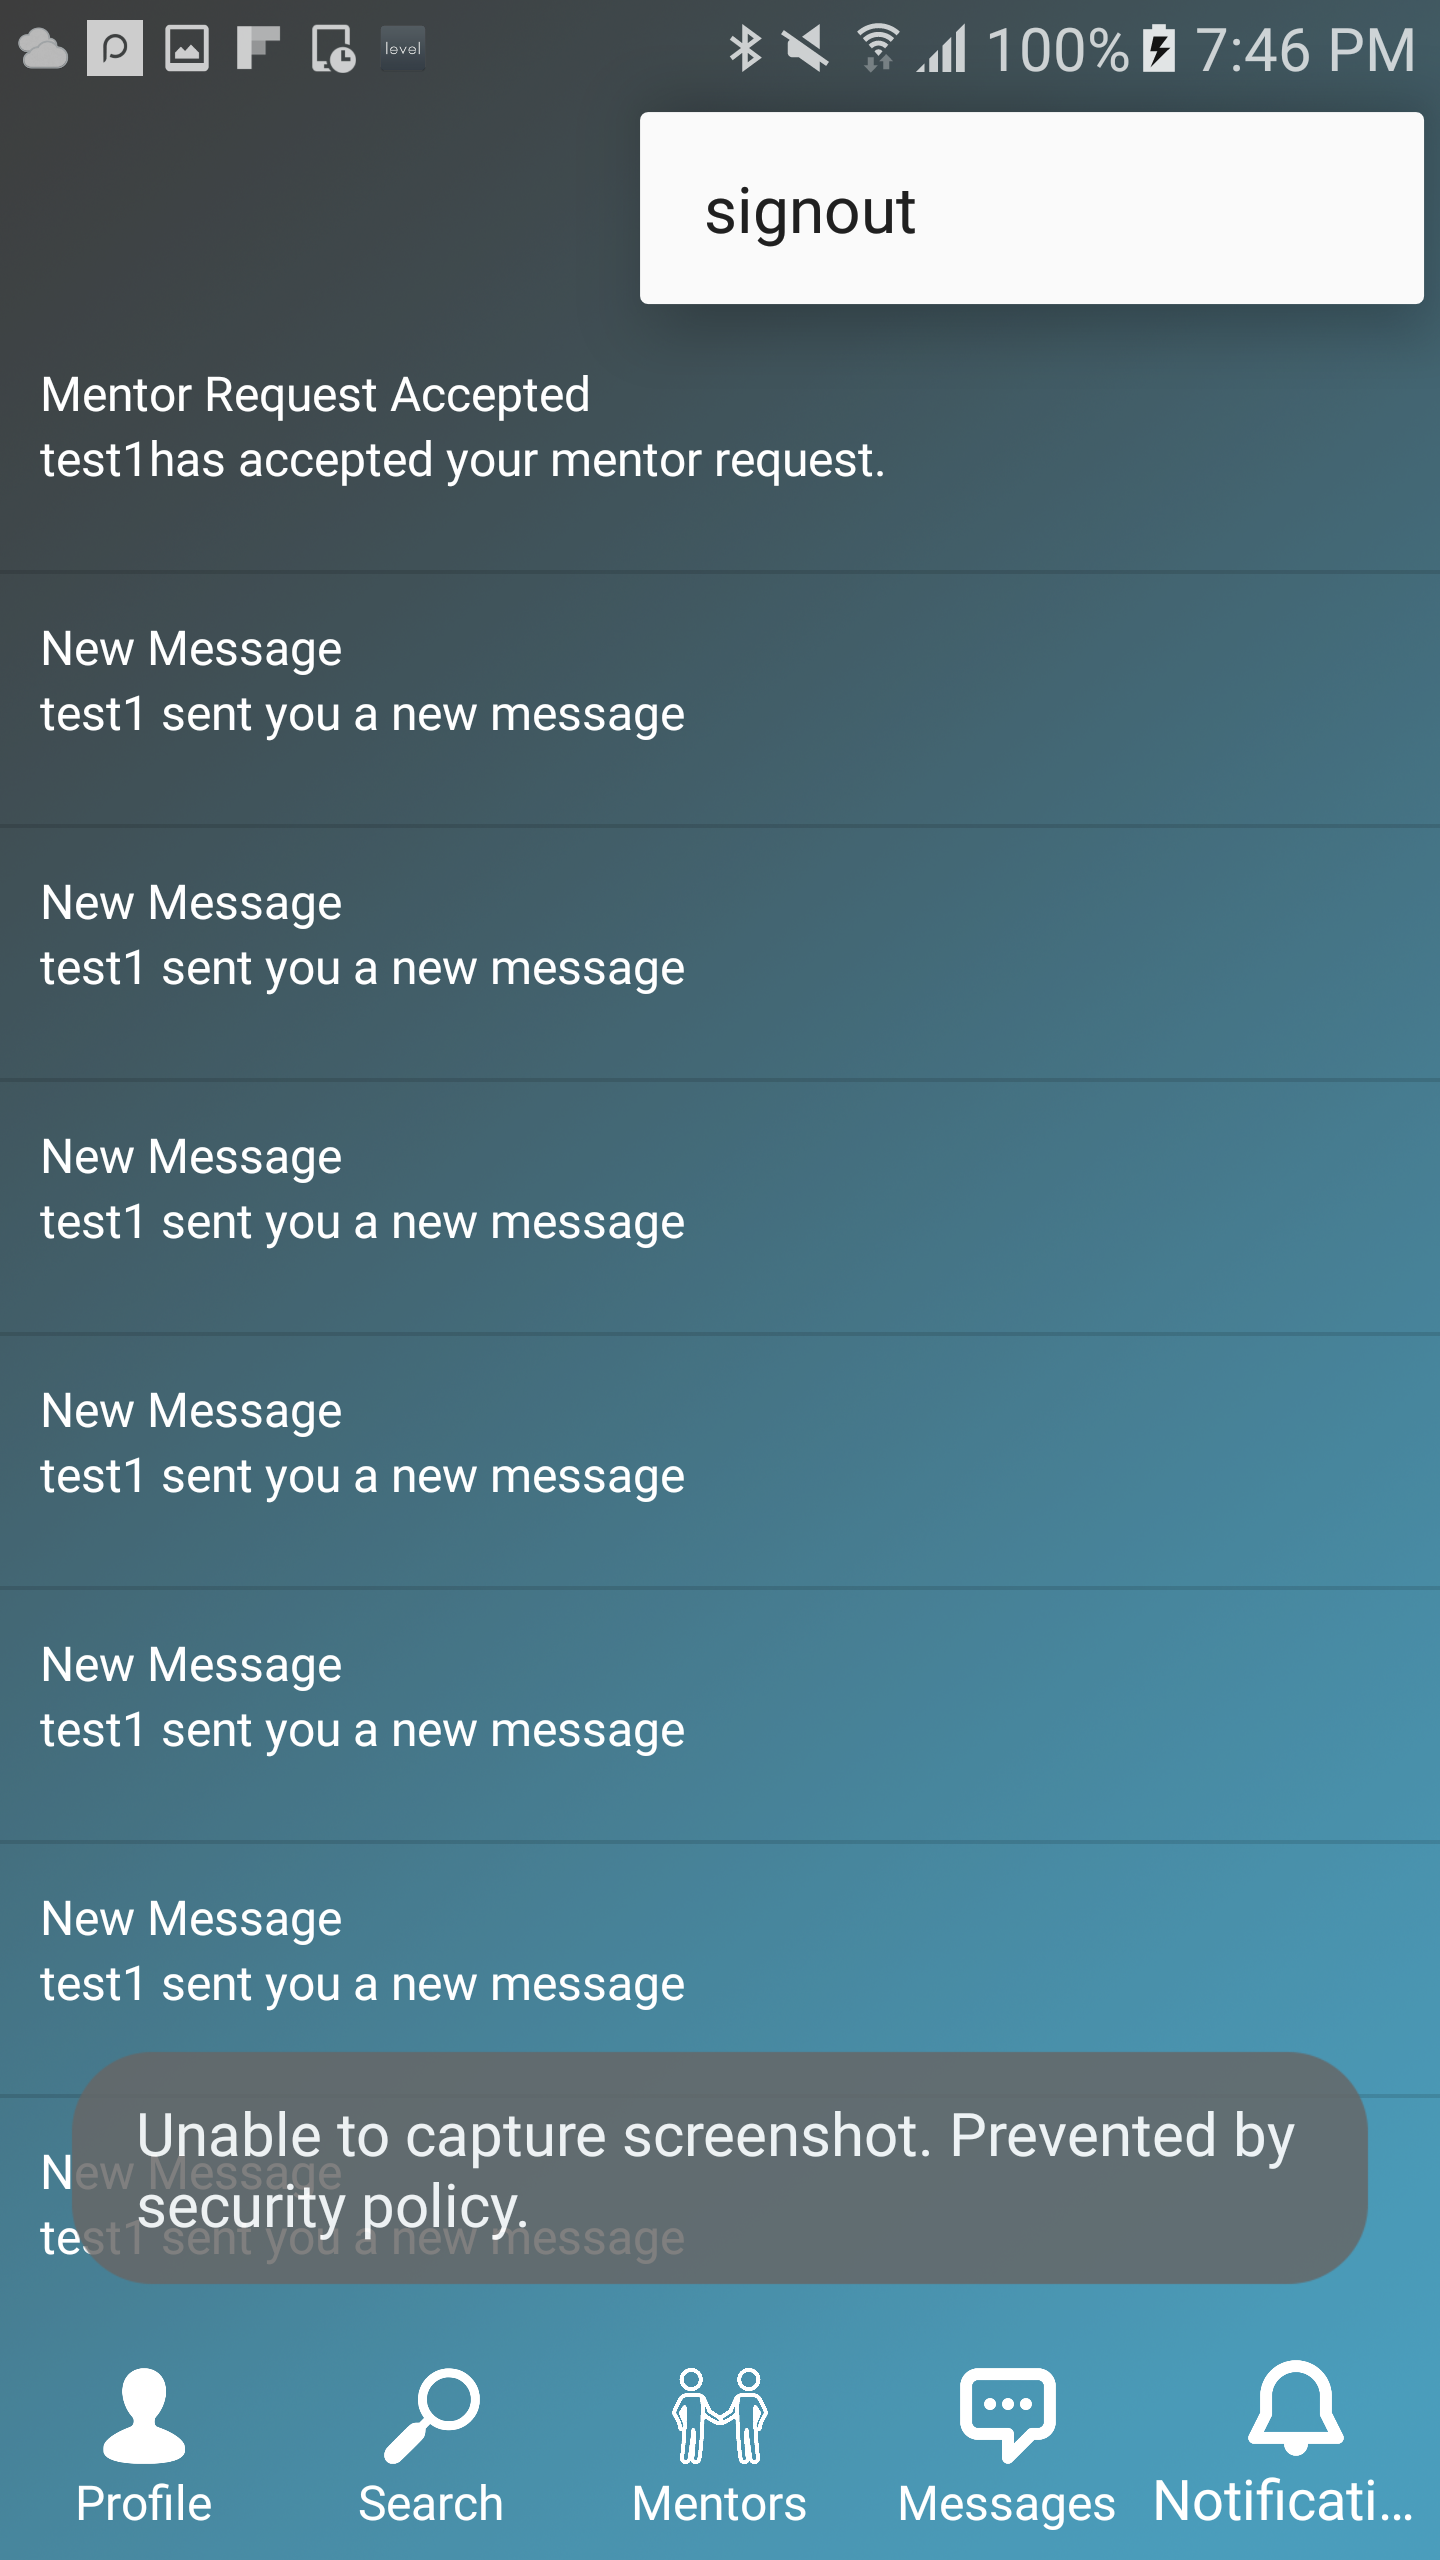 level 100% 7:46 PM
signout
Mentor Request Accepted
test1has accepted your mentor request.
New Message
test1 sent you a new message
New Message
test1 sent you a new message
New Message
test1 sent you a new message
New Message
test1 sent you a new message
New Message
test1 sent you a new message
New Message
test1 sent you a new message
New Message
test1 sent you a new message
Unable to capture screenshot. Prevented by
security policy.
Profile Search Mentors Messages Notificati...